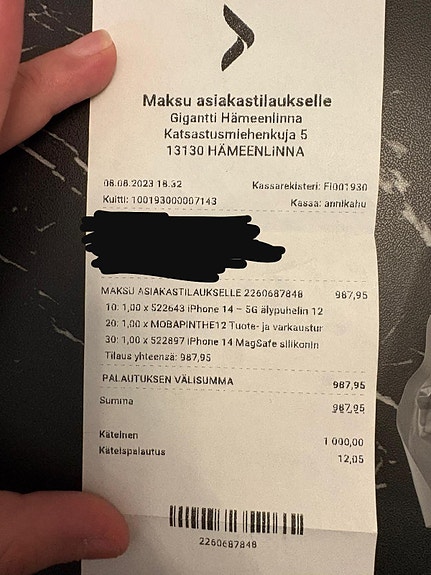 Maksu asiakastilaukselle
Gigantti Hämeenlinna
Katsastusmiehenkuja 5
13130 HÄMEENLINNA
08.08.2023 18.32 Kassarekisteri: FI001930
Kuitti: 100193000007143 Kassa: annikahu
MAKSU ASIAKASTILAUKSELLE 2260687848 987,95
10: 1,00 x 522643 iPhone 14 – 5G älypuhelin 12
20: 1,00 x MOBAPINTHE12 Tuote- ja varkaustur
30: 1,00 x 522897 iPhone 14 MagSafe silikonin
Tilaus yhteensä: 987,95
PALAUTUKSEN VÄLISUMMA 987,95
Summa 987,95
Käteinen 1 000,00
Käteispalautus 12,05
2260687848